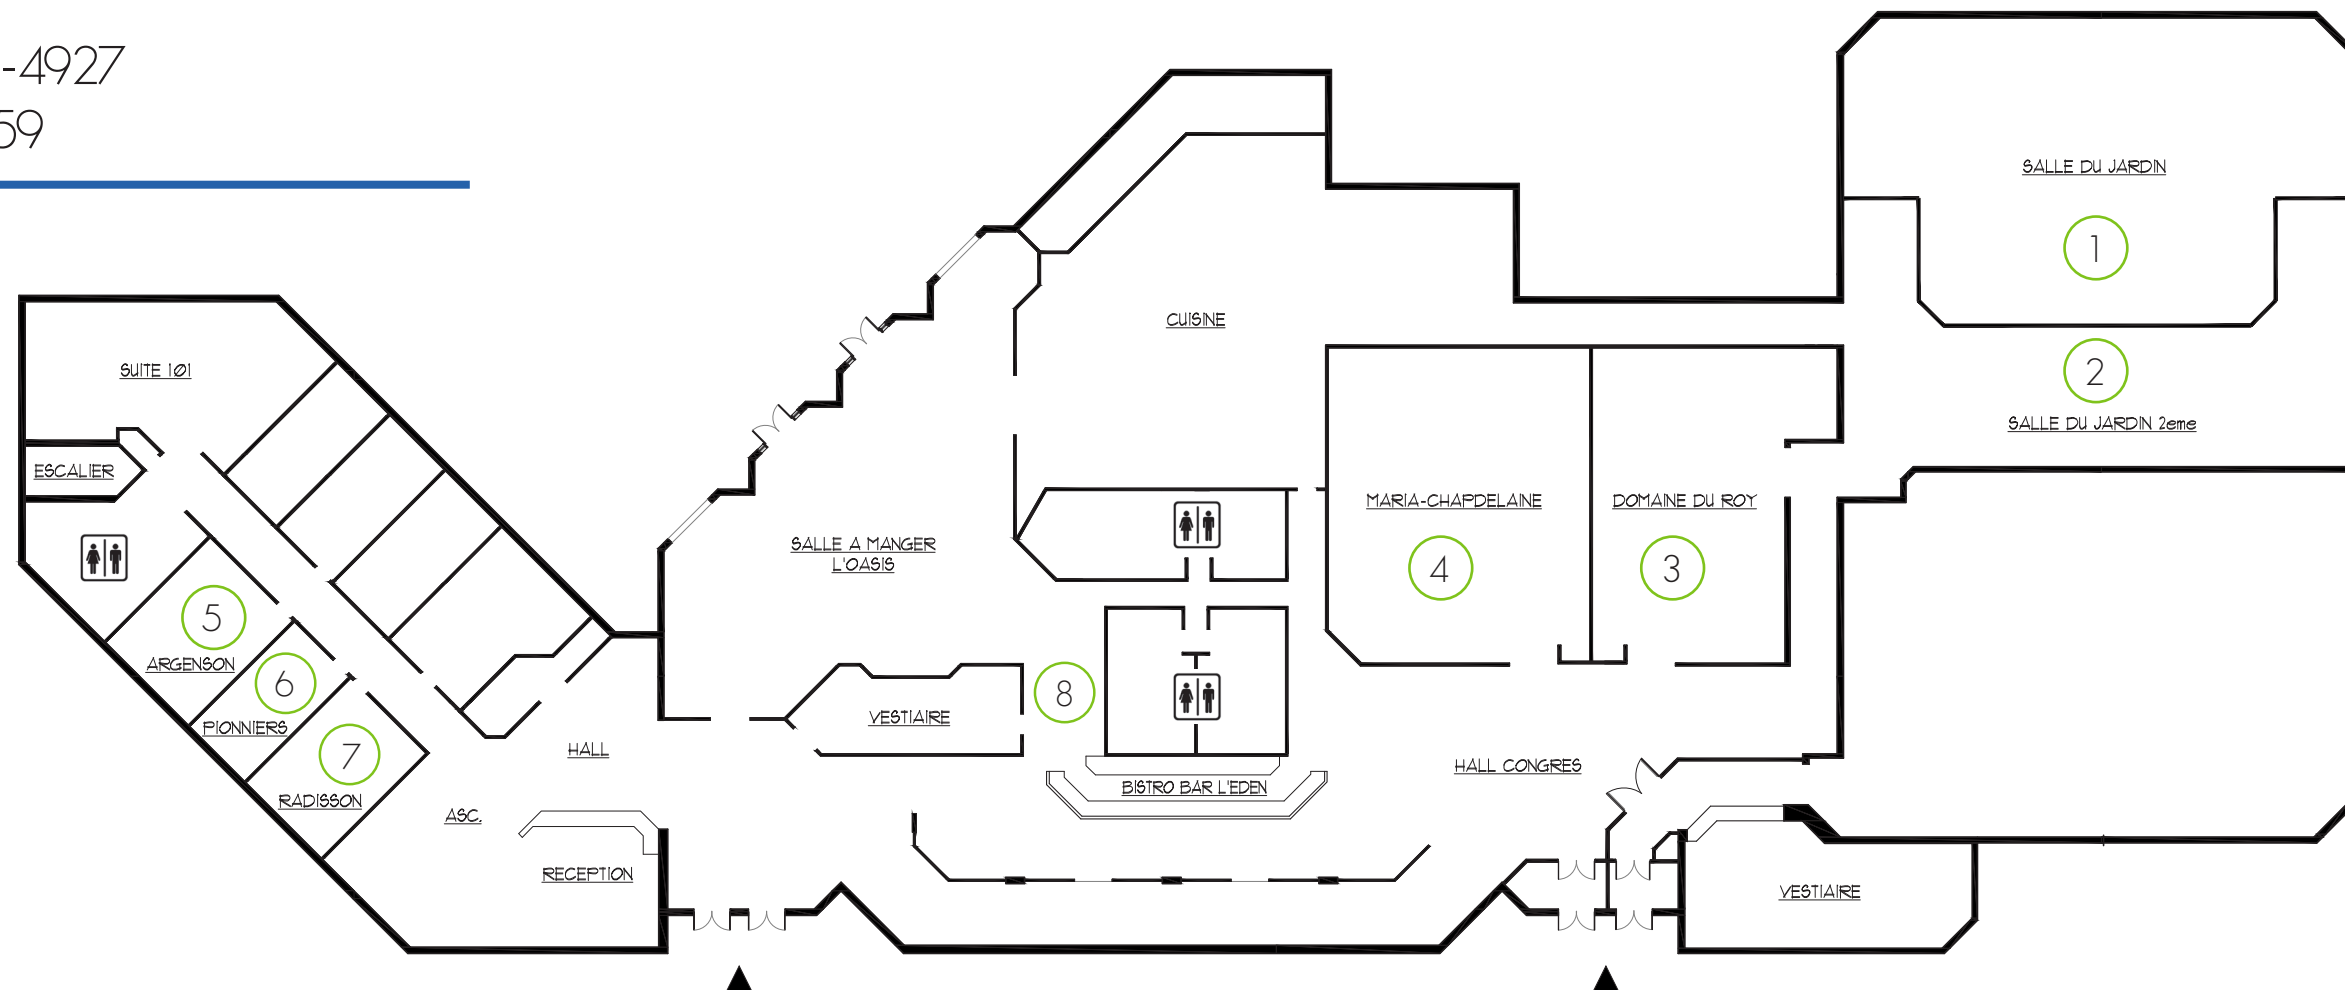 -4927
59
SALLE DU JARDIN
1
2
SALLE DU JARDIN 2eme
CUISINE
SUITE 101
ESCALIER
MARIA-CHAPDELAINE
4
DOMAINE DU ROY
3
SALLE A MANGER
L'OASIS
5
ARGENSON
6
PIONNIERS
7
RADISSON
8
VESTIAIRE
HALL
HALL CONGRES
BISTRO BAR L'EDEN
ASC.
RECEPTION
VESTIAIRE